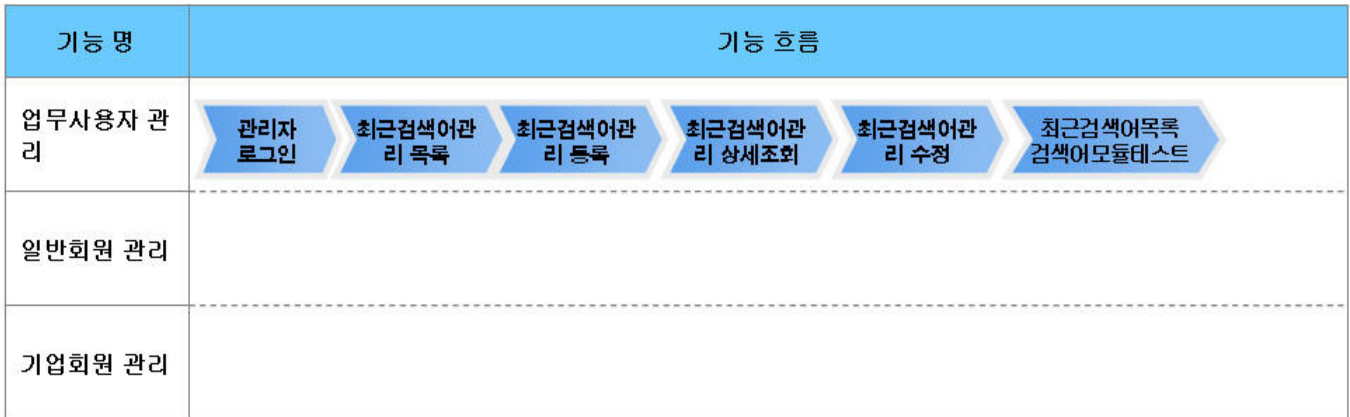 기능 명
기능 흐름
업무사용자 관
리
관리자
로그인
최근검색어관
리 목록
최근검색어관
리 등록
최근검색어관
리 상세조회
최근검색어관
리 수정
최근검색어목록
검색어모듈테스트
일반회원 관리
기업회원 관리